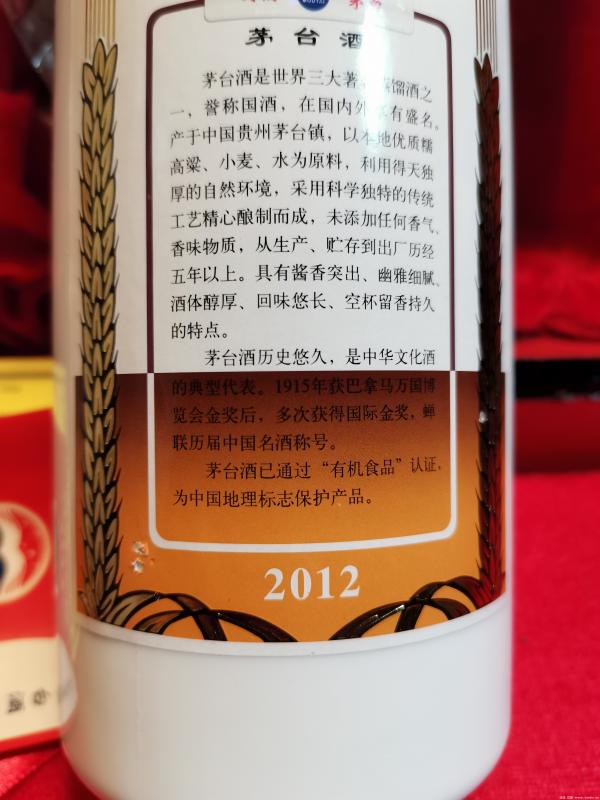 茅台酒
茅台酒是世界三大著名蒸馏酒之
一，誉称国酒，在国内外享有盛名。
产于中国贵州茅台镇，以本地优质糯
高粱、小麦、水为原料，利用得天独
厚的自然环境，采用科学独特的传统
工艺精心酿制而成，未添加任何香气、
香味物质，从生产、贮存到出厂历经
五年以上。具有酱香突出、幽雅细腻、
酒体醇厚、回味悠长、空杯留香持久
的特点。
茅台酒历史悠久，是中华文化酒
的典型代表。1915年获巴拿马万国博
览会金奖后，多次获得国际金奖，蝉
联历届中国名酒称号。
茅台酒已通过“有机食品”认证，
为中国地理标志保护产品。
2012
台酒